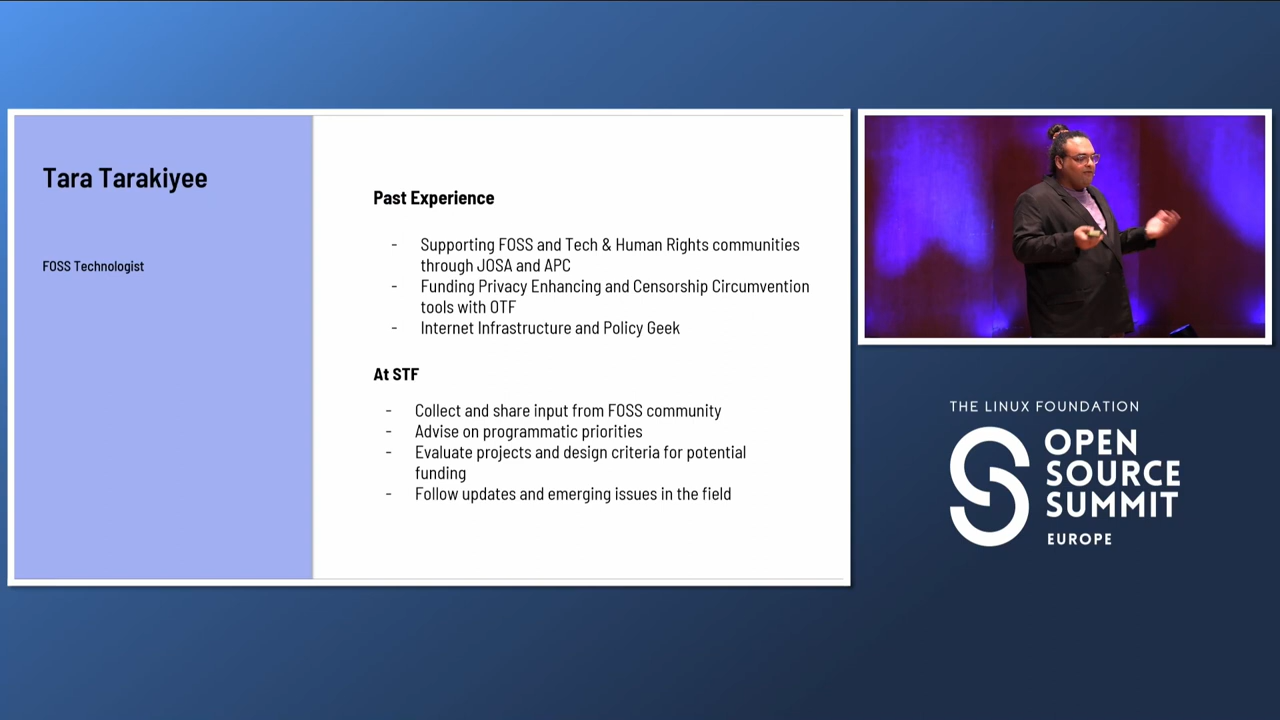 Tara Tarakiyee
FOSS Technologist
Past Experience
- Supporting FOSS and Tech & Human Rights communities
through JOSA and APC
- Funding Privacy Enhancing and Censorship Circumvention
tools with OTF
- Internet Infrastructure and Policy Geek
At STF
- Collect and share input from FOSS community
- Advise on programmatic priorities
- Evaluate projects and design criteria for potential
funding
- Follow updates and emerging issues in the field
THE LINUX FOUNDATION
OPEN
SOURCE
SUMMIT
EUROPE